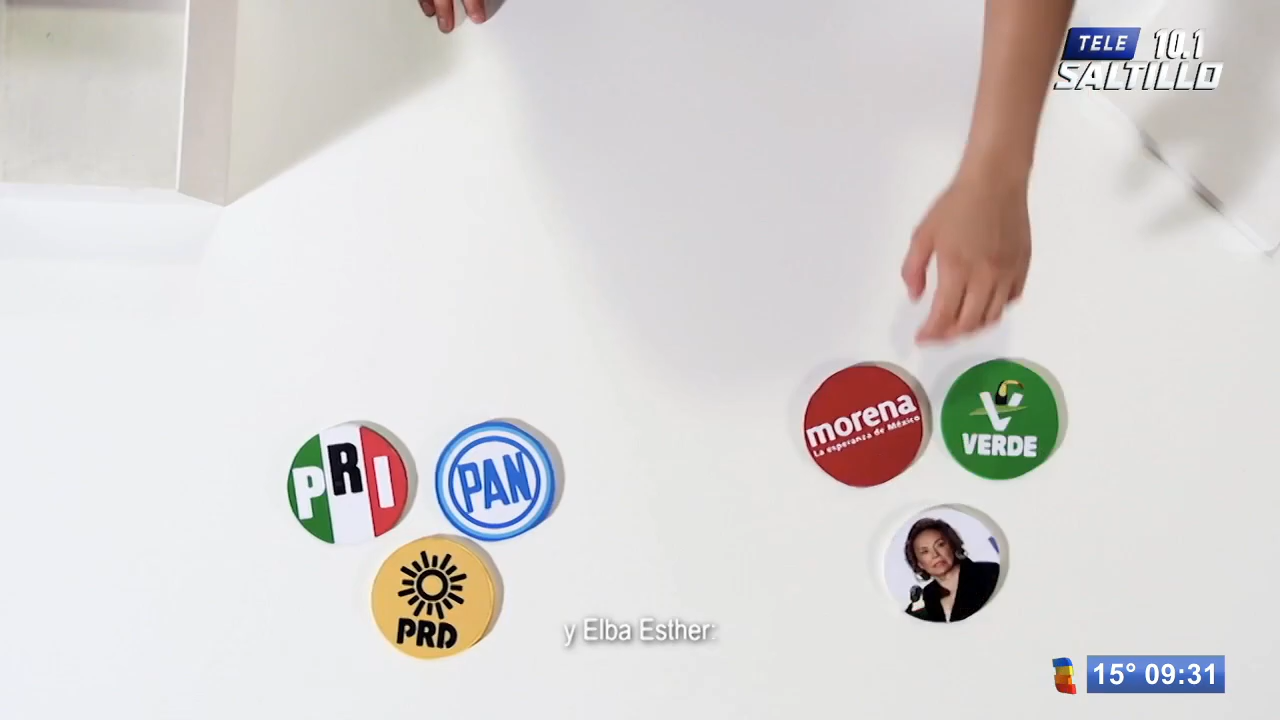 TELE 10.1
SALTILLO
morena
La esperanza de México
VERDE
PRI
PAN
PRD
y Elba Esther:
15° 09:31